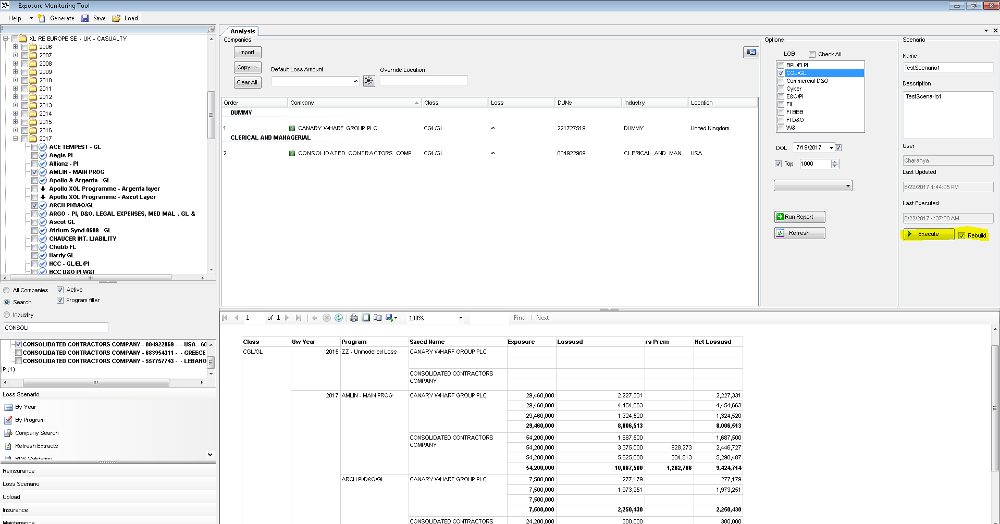 XL Exposure Monitoring Tool
Help Generate Save Load
XL RE EUROPE SE - UK - CASUALTY
2006
2007
2008
2009
2010
2011
2012
2013
2014
2015
2016
2017
ACE TEMPEST - GL
Aegis PI
Allianz - PI
AMLIN - MAIN PROG
Apollo & Argenta - GL
Apollo XOL Programme - Argenta layer
Apollo XOL Programme - Ascot Layer
ARCH PI/D&O/GL
ARGO - PI, D&O, LEGAL EXPENSES, MED MAL , GL &
Ascot GL
Atrium Synd 0609 - GL
CHAUCER INT. LIABILITY
Chubb FL
Hardy GL
HCC - GL/EL/PI
HCC D&O PI W&I
All Companies Active
Search Program filter
Industry
CONSOLI
CONSOLIDATED CONTRACTORS COMPANY - 004922969 - - USA - 60
CONSOLIDATED CONTRACTORS COMPANY - 683954311 - - GREECE
CONSOLIDATED CONTRACTORS COMPANY - 557757743 - - LEBANO
P (1)
Loss Scenario
By Year
By Program
Company Search
Refresh Extracts
RDS Validation
Reinsurance
Loss Scenario
Upload
Insurance
Maintenance
Analysis
Companies
Import
Copy>>
Clear All
Default Loss Amount
∞
Override Location
Order Company Class Loss DUNs Industry Location
DUMMY
1 CANARY WHARF GROUP PLC CGL/GL ∞ 221727519 DUMMY United Kingdom
CLERICAL AND MANAGERIAL
2 CONSOLIDATED CONTRACTORS COMP... CGL/GL ∞ 004922969 CLERICAL AND MAN... USA
Options
LOB Check All
BPL/FI PI
CGL/GL
Commercial D&O
Cyber
E&O/PI
EIL
FI BBB
FI D&O
W&I
DOL 7/19/2017
Top 1000
Run Report
Refresh
Scenario
Name
TestScenario1
Description
TestScenario1
User
Charanya
Last Updated
8/22/2017 1:44:05 PM
Last Executed
8/22/2017 4:37:00 AM
Execute Rebuild
1 of 1 100% Find Next
Class Uw Year Program Saved Name Exposure Lossusd rs Prem Net Lossusd
CGL/GL 2015 ZZ - Unmodelled Loss CANARY WHARF GROUP PLC
CONSOLIDATED CONTRACTORS
COMPANY
2017 AMLIN - MAIN PROG CANARY WHARF GROUP PLC 29,460,000 2,227,331 2,227,331
29,460,000 4,454,663 4,454,663
29,460,000 1,324,520 1,324,520
29,460,000 8,006,513 8,006,513
CONSOLIDATED CONTRACTORS 54,200,000 1,687,500 1,687,500
COMPANY 54,200,000 3,375,000 928,273 2,446,727
54,200,000 5,625,000 334,513 5,290,487
54,200,000 10,687,500 1,262,786 9,424,714
ARCH PI/D&O/GL CANARY WHARF GROUP PLC 7,500,000 277,179 277,179
7,500,000 1,973,251 1,973,251
7,500,000
7,500,000 2,250,430 2,250,430
CONSOLIDATED CONTRACTORS 24,200,000 300,000 300,000